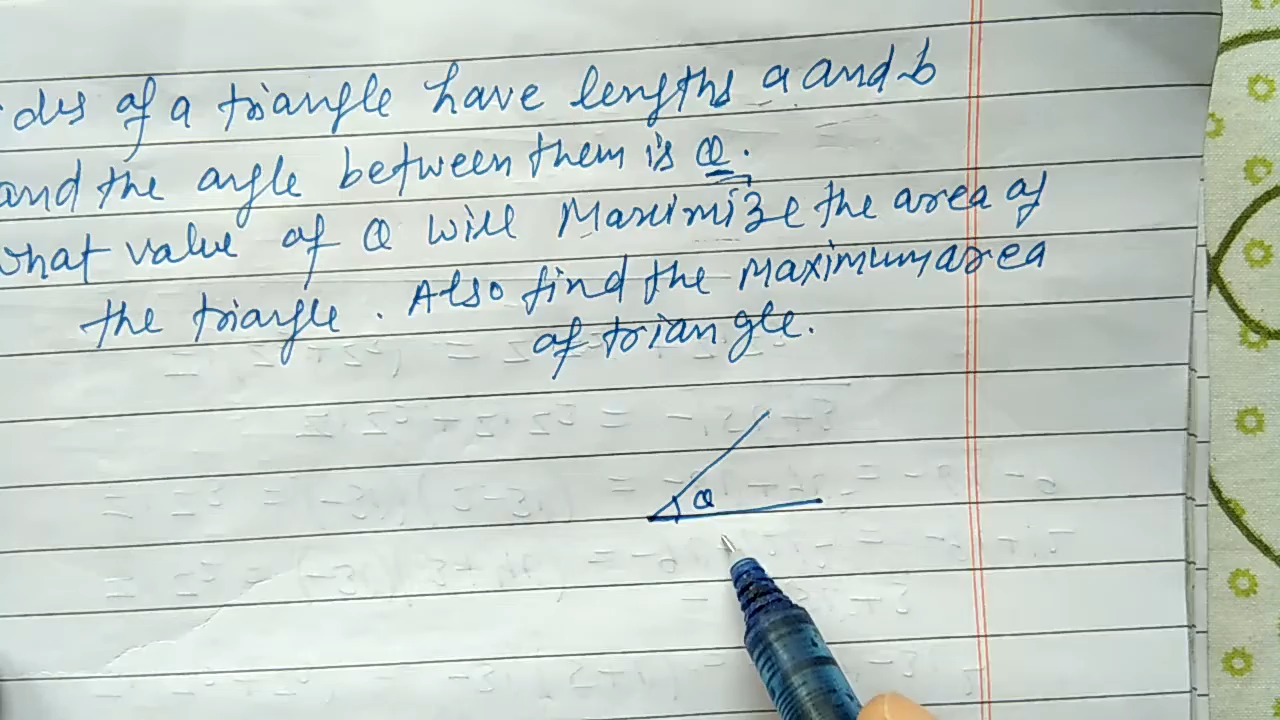 des of a triangle have lengths a and b
and the angle between them is θ.
what value of θ will Maximize the area of
the triangle. Also find the Maximum area
of triangle.
θ